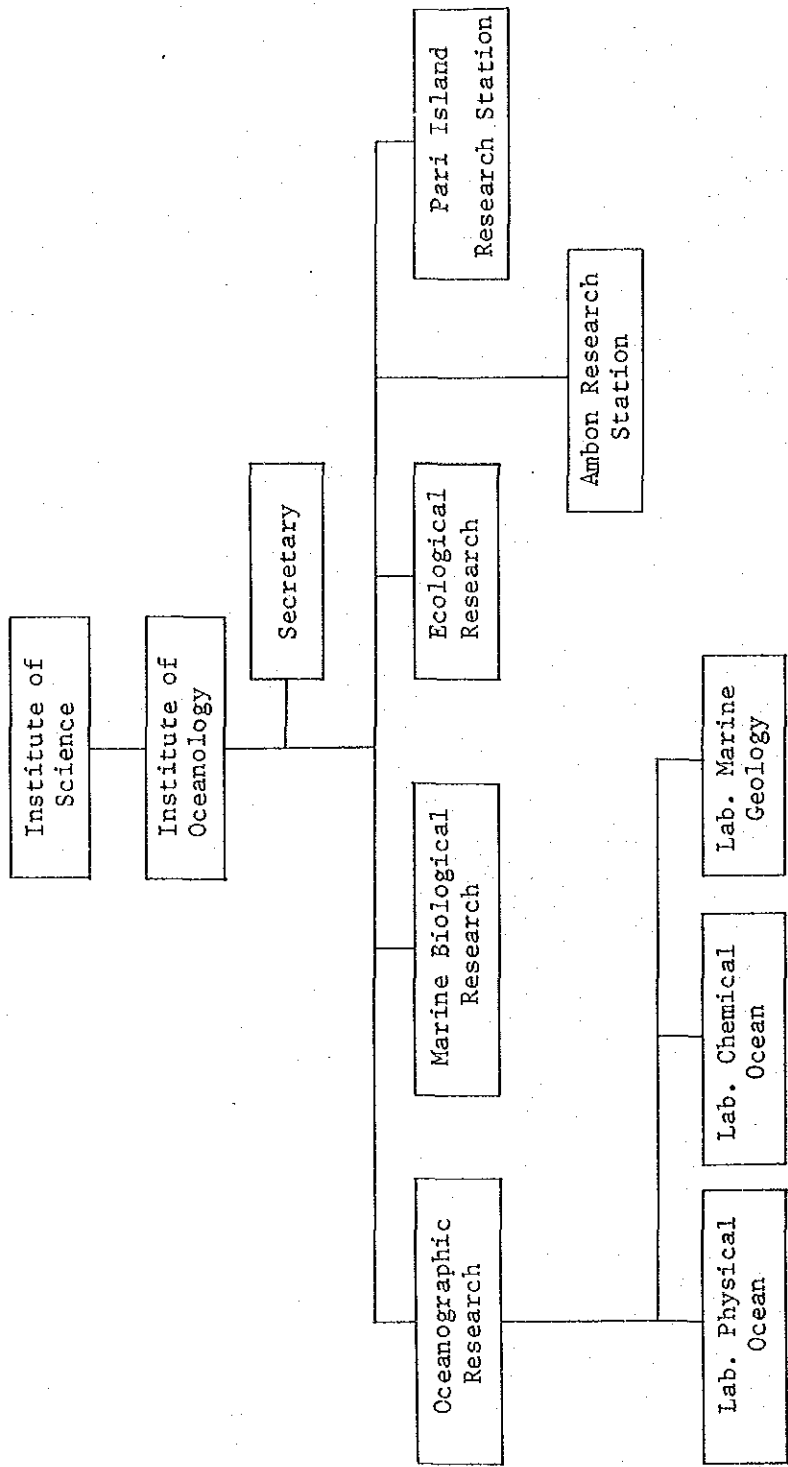 Institute of
Science
Institute of
Oceanology
Secretary
Oceanographic
Research
Marine Biological
Research
Ecological
Research
Pari Island
Research Station
Ambon Research
Station
Lab. Physical
Ocean
Lab. Chemical
Ocean
Lab. Marine
Geology